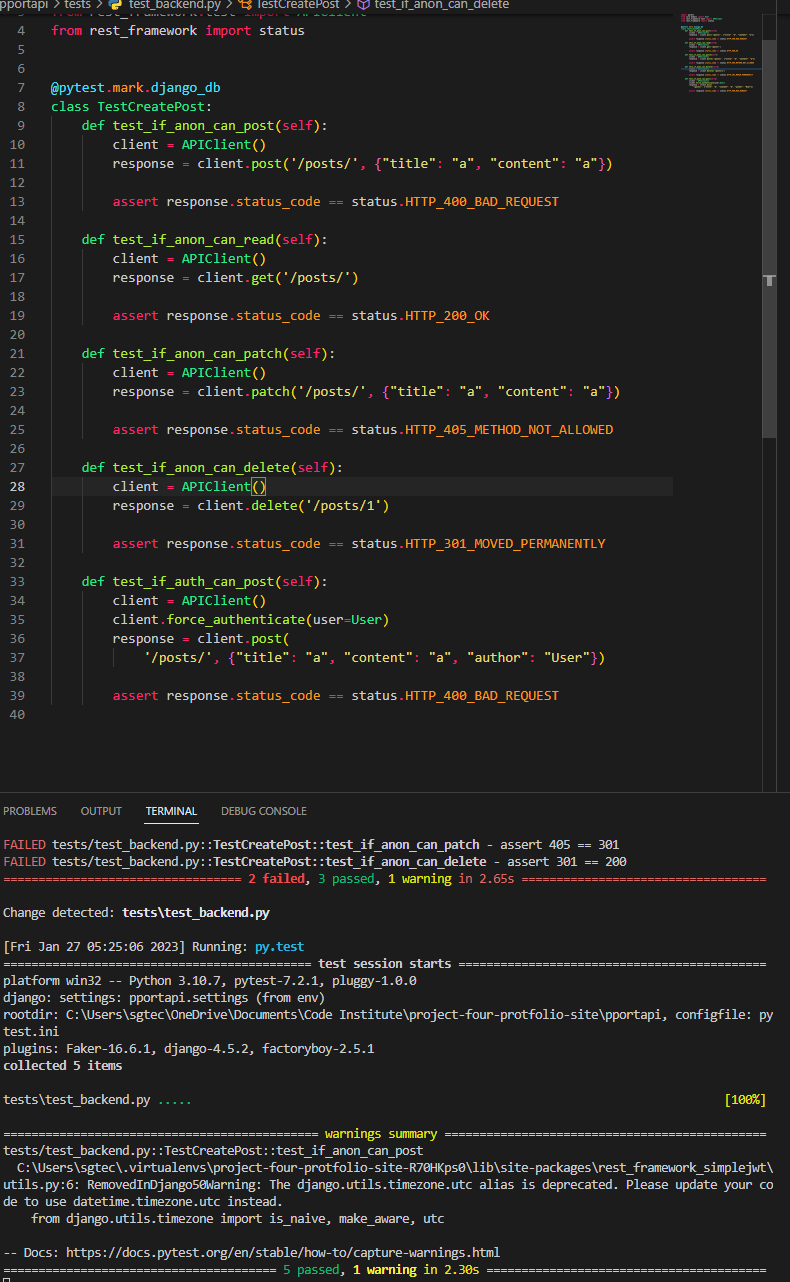 pportapi > tests > test_backend.py > TestCreatePost > test_if_anon_can_delete
3 from rest_framework.test import APIClient
4 from rest_framework import status
5
6
7 @pytest.mark.django_db
8 class TestCreatePost:
9     def test_if_anon_can_post(self):
10         client = APIClient()
11         response = client.post('/posts/', {"title": "a", "content": "a"})
12
13         assert response.status_code == status.HTTP_400_BAD_REQUEST
14
15     def test_if_anon_can_read(self):
16         client = APIClient()
17         response = client.get('/posts/')
18
19         assert response.status_code == status.HTTP_200_OK
20
21     def test_if_anon_can_patch(self):
22         client = APIClient()
23         response = client.patch('/posts/', {"title": "a", "content": "a"})
24
25         assert response.status_code == status.HTTP_405_METHOD_NOT_ALLOWED
26
27     def test_if_anon_can_delete(self):
28         client = APIClient()
29         response = client.delete('/posts/1')
30
31         assert response.status_code == status.HTTP_301_MOVED_PERMANENTLY
32
33     def test_if_auth_can_post(self):
34         client = APIClient()
35         client.force_authenticate(user=User)
36         response = client.post(
37             '/posts/', {"title": "a", "content": "a", "author": "User"})
38
39         assert response.status_code == status.HTTP_400_BAD_REQUEST
40
PROBLEMS OUTPUT TERMINAL DEBUG CONSOLE
FAILED tests/test_backend.py::TestCreatePost::test_if_anon_can_patch - assert 405 == 301
FAILED tests/test_backend.py::TestCreatePost::test_if_anon_can_delete - assert 301 == 200
================================= 2 failed, 3 passed, 1 warning in 2.65s ==================================
Change detected: tests\test_backend.py
[Fri Jan 27 05:25:06 2023] Running: py.test
========================================== test session starts ==========================================
platform win32 -- Python 3.10.7, pytest-7.2.1, pluggy-1.0.0
django: settings: pportapi.settings (from env)
rootdir: C:\Users\sgtec\OneDrive\Documents\Code Institute\project-four-protfolio-site\pportapi, configfile: py
test.ini
plugins: Faker-16.6.1, django-4.5.2, factoryboy-2.5.1
collected 5 items
tests\test_backend.py ..... [100%]
=========================================== warnings summary ===========================================
tests/test_backend.py::TestCreatePost::test_if_anon_can_post
  C:\Users\sgtec\.virtualenvs\project-four-protfolio-site-R70HKps0\lib\site-packages\rest_framework_simplejwt\
utils.py:6: RemovedInDjango50Warning: The django.utils.timezone.utc alias is deprecated. Please update your co
de to use datetime.timezone.utc instead.
    from django.utils.timezone import is_naive, make_aware, utc
-- Docs: https://docs.pytest.org/en/stable/how-to/capture-warnings.html
===================================== 5 passed, 1 warning in 2.30s ======================================